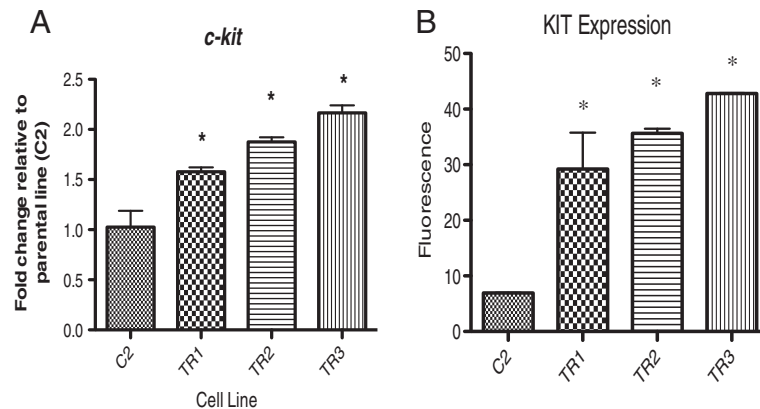 A
c-kit
Fold change relative to
parental line (C2)
2.5
2.0
1.5
1.0
0.5
0.0
*
*
*
C2
TR1
TR2
TR3
Cell Line
B
KIT Expression
Fluorescence
50
40
30
20
10
0
*
*
*
C2
TR1
TR2
TR3